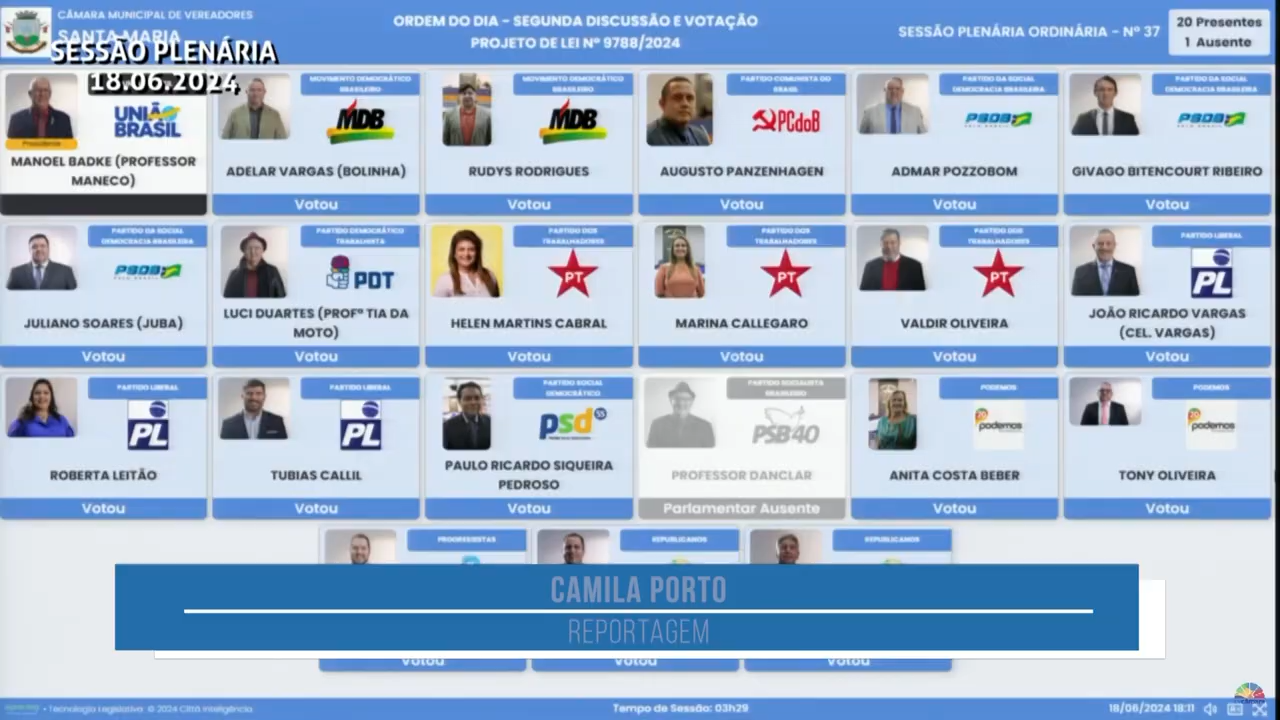 CÂMARA MUNICIPAL DE VEREADORES
SANTA MARIA
SESSÃO PLENÁRIA
18.06.2024
ORDEM DO DIA - SEGUNDA DISCUSSÃO E VOTAÇÃO
PROJETO DE LEI Nº 9788/2024
SESSÃO PLENÁRIA ORDINÁRIA - Nº 37
20 Presentes
1 Ausente
Presidente
UNIÃO
BRASIL
MANOEL BADKE (PROFESSOR
MANECO)
MOVIMENTO DEMOCRÁTICO
BRASILEIRO
MDB
ADELAR VARGAS (BOLINHA)
Votou
MOVIMENTO DEMOCRÁTICO
BRASILEIRO
MDB
RUDYS RODRIGUES
Votou
PARTIDO COMUNISTA DO
BRASIL
PCdoB
AUGUSTO PANZENHAGEN
Votou
PARTIDO DA SOCIAL
DEMOCRACIA BRASILEIRA
PSDB
ADMAR POZZOBOM
Votou
PARTIDO DA SOCIAL
DEMOCRACIA BRASILEIRA
PSDB
GIVAGO BITENCOURT RIBEIRO
Votou
PARTIDO DA SOCIAL
DEMOCRACIA BRASILEIRA
PSDB
JULIANO SOARES (JUBA)
Votou
PARTIDO DEMOCRÁTICO
TRABALHISTA
PDT
LUCI DUARTES (PROFª TIA DA
MOTO)
Votou
PARTIDO DOS
TRABALHADORES
PT
HELEN MARTINS CABRAL
Votou
PARTIDO DOS
TRABALHADORES
PT
MARINA CALLEGARO
Votou
PARTIDO DOS
TRABALHADORES
PT
VALDIR OLIVEIRA
Votou
PARTIDO LIBERAL
PL
JOÃO RICARDO VARGAS
(CEL. VARGAS)
Votou
PARTIDO LIBERAL
PL
ROBERTA LEITÃO
Votou
PARTIDO LIBERAL
PL
TUBIAS CALLIL
Votou
PARTIDO SOCIAL
DEMOCRÁTICO
psd 55
PAULO RICARDO SIQUEIRA
PEDROSO
Votou
PARTIDO SOCIALISTA
BRASILEIRO
PSB40
PROFESSOR DANCLAR
Parlamentar Ausente
PODEMOS
20
podemos
ANITA COSTA BEBER
Votou
PODEMOS
20
podemos
TONY OLIVEIRA
Votou
PROGRESSISTAS
REPUBLICANOS
REPUBLICANOS
CAMILA PORTO
REPORTAGEM
Votou
Votou
Votou
• Tecnologia Legislativa © 2024 Città Inteligência
Tempo de Sessão: 03h29
18/06/2024 18:11